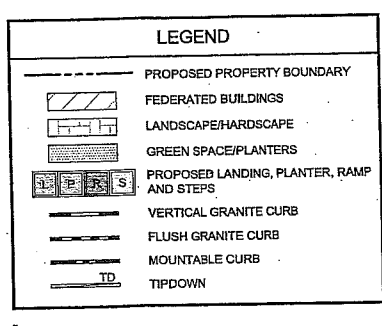 LEGEND
PROPOSED PROPERTY BOUNDARY
FEDERATED BUILDINGS
LANDSCAPE/HARDSCAPE
GREEN SPACE/PLANTERS
L P R S PROPOSED LANDING, PLANTER, RAMP
AND STEPS
VERTICAL GRANITE CURB
FLUSH GRANITE CURB
MOUNTABLE CURB
TD TIPDOWN